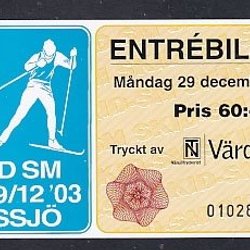 ENTRÉBIL
Måndag 29 decem
Pris 60:
D SM
9/12 '03
SSJÖ
Tryckt av N Värd
0102